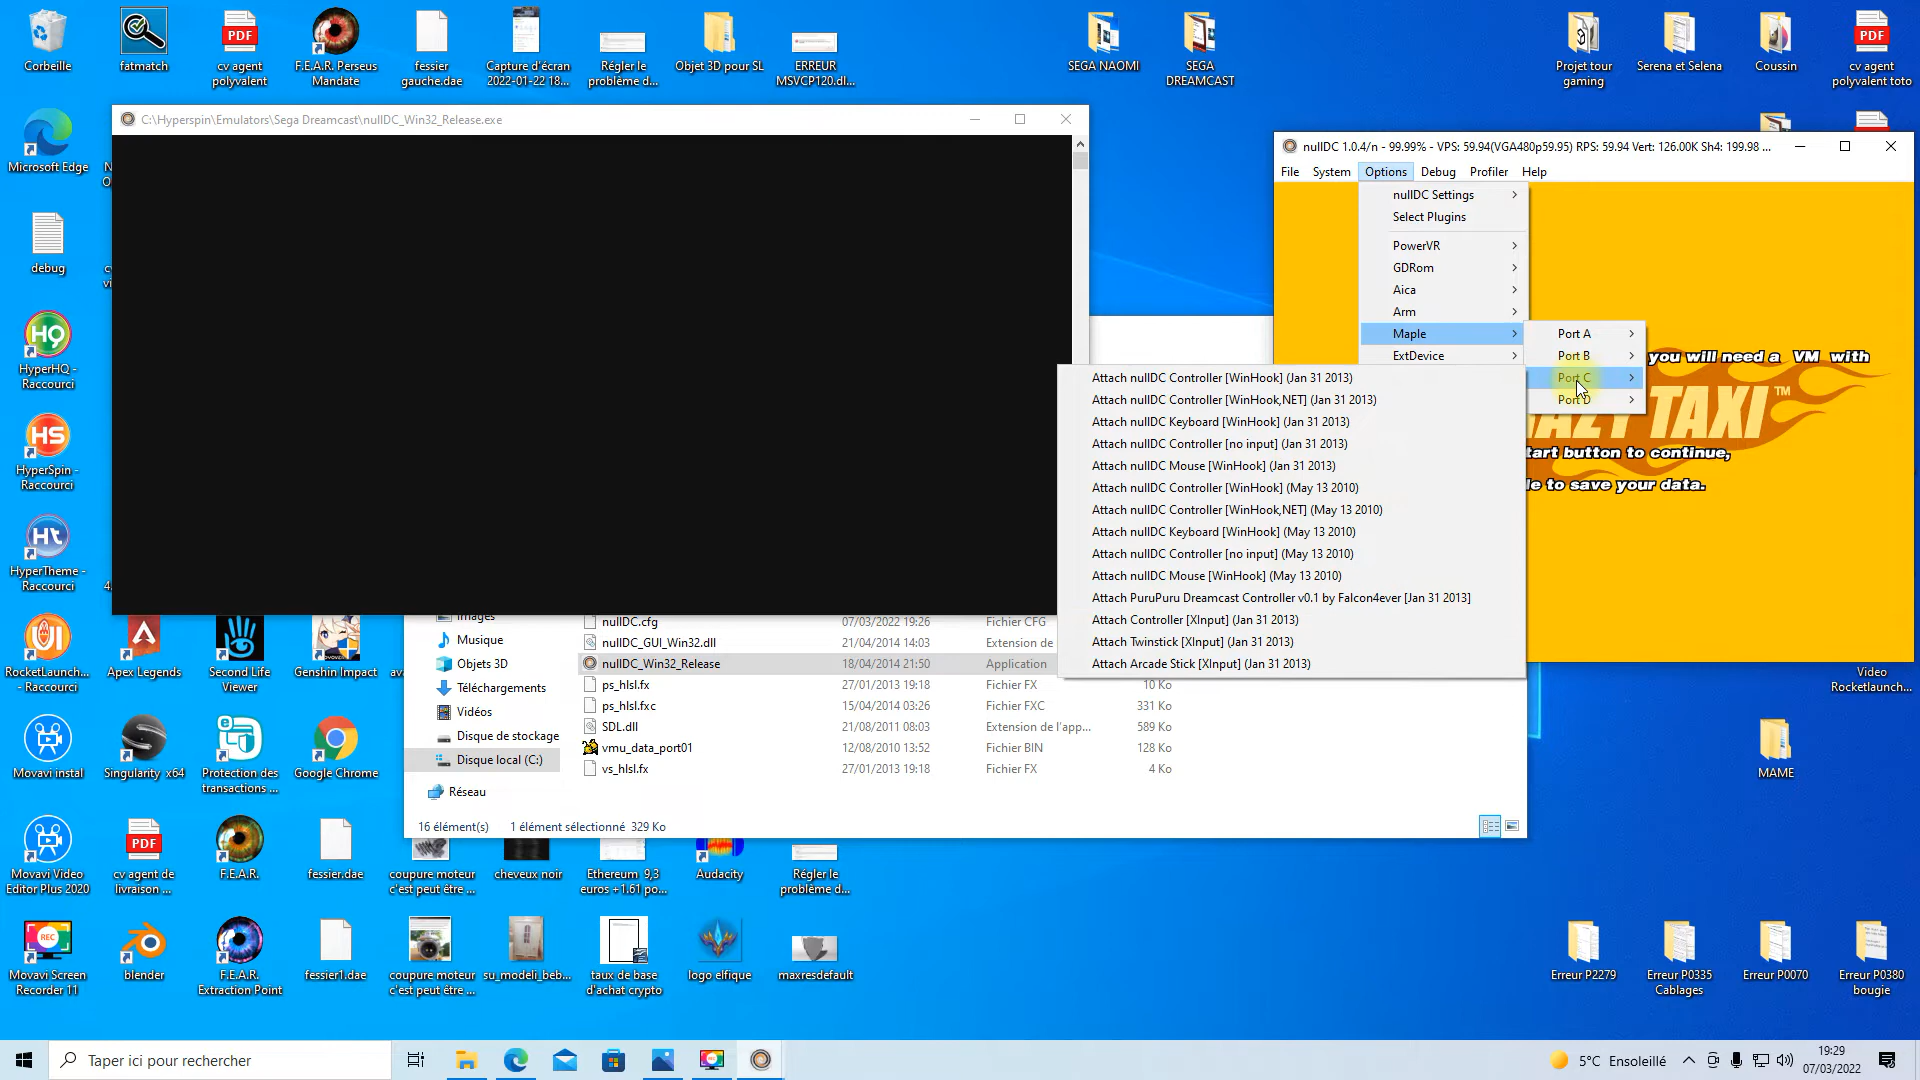 Corbeille
fatmatch
cv agent
polyvalent
F.E.A.R. Perseus
Mandate
fessier
gauche.dae
Capture d'écran
2022-01-22 18...
Régler le
problème d...
Objet 3D pour SL
ERREUR
MSVCP120.dl...
SEGA NAOMI
SEGA
DREAMCAST
Projet tour
gaming
Serena et Selena
Coussin
cv agent
polyvalent toto
C:\Hyperspin\Emulators\Sega Dreamcast\nullDC_Win32_Release.exe
nullDC 1.0.4/n - 99.99% - VPS: 59.94(VGA480p59.95) RPS: 59.94 Vert: 126.00K Sh4: 199.98 ...
File System Options Debug Profiler Help
nullDC Settings
Select Plugins
PowerVR
GDRom
Aica
Arm
Maple
ExtDevice
Port A
Port B
Port C
Port D
you will need a VM with
AZY TAXI TM
tart button to continue,
le to save your data.
Attach nullDC Controller [WinHook] (Jan 31 2013)
Attach nullDC Controller [WinHook,NET] (Jan 31 2013)
Attach nullDC Keyboard [WinHook] (Jan 31 2013)
Attach nullDC Controller [no input] (Jan 31 2013)
Attach nullDC Mouse [WinHook] (Jan 31 2013)
Attach nullDC Controller [WinHook] (May 13 2010)
Attach nullDC Controller [WinHook,NET] (May 13 2010)
Attach nullDC Keyboard [WinHook] (May 13 2010)
Attach nullDC Controller [no input] (May 13 2010)
Attach nullDC Mouse [WinHook] (May 13 2010)
Attach PuruPuru Dreamcast Controller v0.1 by Falcon4ever [Jan 31 2013]
Attach Controller [XInput] (Jan 31 2013)
Attach Twinstick [XInput] (Jan 31 2013)
Attach Arcade Stick [XInput] (Jan 31 2013)
Images
Musique
Objets 3D
Téléchargements
Vidéos
Disque de stockage
Disque local (C:)
Réseau
nullDC.cfg 07/03/2022 19:26 Fichier CFG
nullDC_GUI_Win32.dll 21/04/2014 14:03 Extension de
nullDC_Win32_Release 18/04/2014 21:50 Application
ps_hlsl.fx 27/01/2013 19:18 Fichier FX 10 Ko
ps_hlsl.fxc 15/04/2014 03:26 Fichier FXC 331 Ko
SDL.dll 21/08/2011 08:03 Extension de l'app... 589 Ko
vmu_data_port01 12/08/2010 13:52 Fichier BIN 128 Ko
vs_hlsl.fx 27/01/2013 19:18 Fichier FX 4 Ko
16 élément(s) 1 élément sélectionné 329 Ko
Microsoft Edge
debug
HyperHQ -
Raccourci
HyperSpin -
Raccourci
HyperTheme -
Raccourci
RocketLaunch...
- Raccourci
Apex Legends
Second Life
Viewer
Genshin Impact
Video
Rocketlaunch...
Movavi instal
Singularity_x64
Protection des
transactions ...
Google Chrome
MAME
Movavi Video
Editor Plus 2020
cv agent de
livraison ...
F.E.A.R.
fessier.dae
coupure moteur
c'est peut être ...
cheveux noir
Ethereum 9,3
euros +1.61 po...
Audacity
Régler le
problème d...
Movavi Screen
Recorder 11
blender
F.E.A.R.
Extraction Point
fessier1.dae
coupure moteur
c'est peut être ...
su_modeli_beb...
taux de base
d'achat crypto
logo elfique
maxresdefault
Erreur P2279
Erreur P0335
Cablages
Erreur P0070
Erreur P0380
bougie
Taper ici pour rechercher
5°C Ensoleillé
19:29
07/03/2022